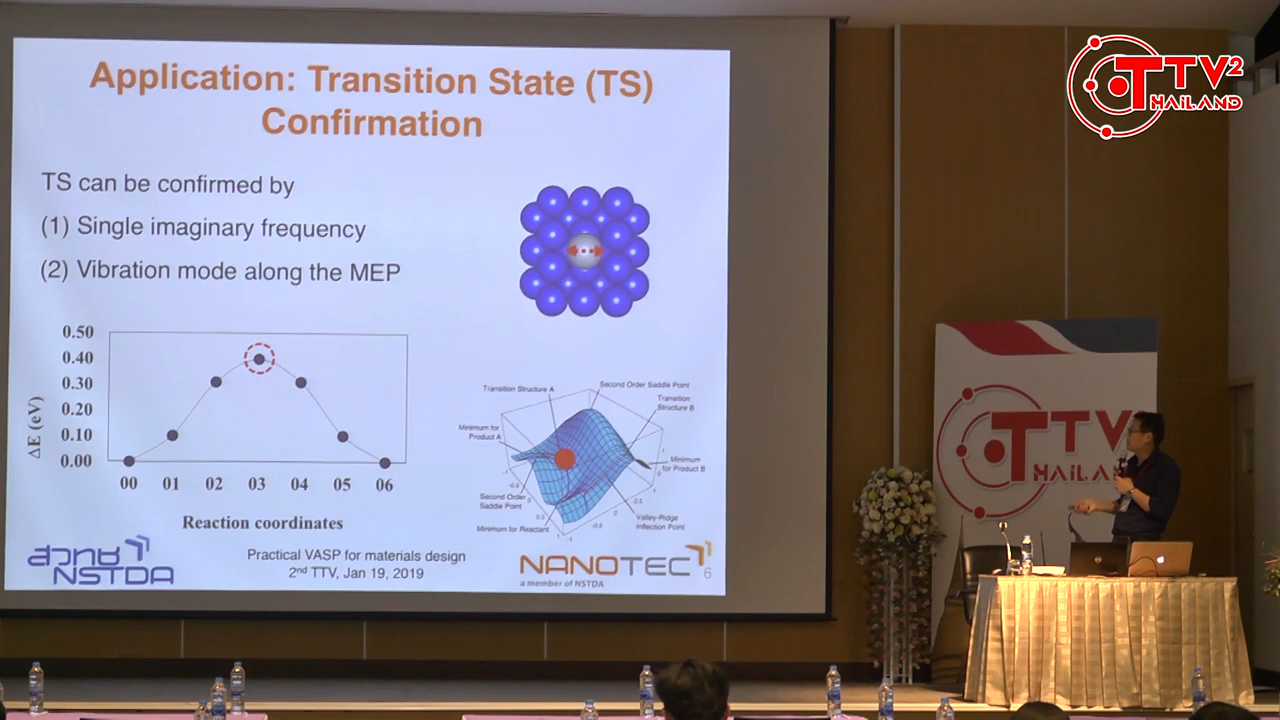 Application: Transition State (TS)
Confirmation
TS can be confirmed by
(1) Single imaginary frequency
(2) Vibration mode along the MEP
0.50
0.40
0.30
0.20
0.10
0.00
ΔE (eV)
00 01 02 03 04 05 06
Reaction coordinates
Transition Structure A
Second Order Saddle Point
Transition
Structure B
Minimum for
Product A
Minimum
for Product B
Second Order
Saddle Point
Minimum for Reactant
Valley-Ridge
Inflection Point
สวทช
NSTDA
Practical VASP for materials design
2nd TTV, Jan 19, 2019
NANOTEC
a member of NSTDA
6
TTV2
THAILAND
TTV
THAILA